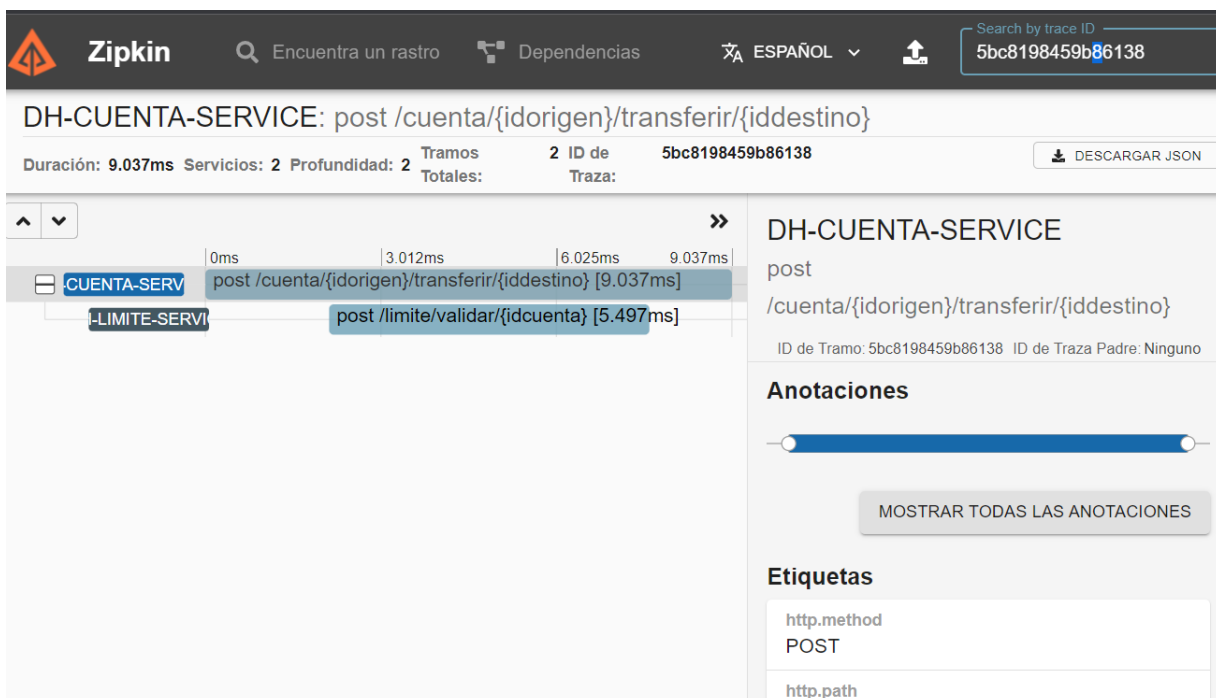 Zipkin
Encuentra un rastro
Dependencias
ESPAÑOL
Search by trace ID
5bc8198459b86138
DH-CUENTA-SERVICE: post /cuenta/{idorigen}/transferir/{iddestino}
Duración: 9.037ms Servicios: 2 Profundidad: 2 Tramos Totales: 2 ID de Traza: 5bc8198459b86138
DESCARGAR JSON
0ms 3.012ms 6.025ms 9.037ms
-CUENTA-SERV post /cuenta/{idorigen}/transferir/{iddestino} [9.037ms]
-LIMITE-SERVI post /limite/validar/{idcuenta} [5.497ms]
DH-CUENTA-SERVICE
post
/cuenta/{idorigen}/transferir/{iddestino}
ID de Tramo: 5bc8198459b86138 ID de Traza Padre: Ninguno
Anotaciones
MOSTRAR TODAS LAS ANOTACIONES
Etiquetas
http.method
POST
http.path